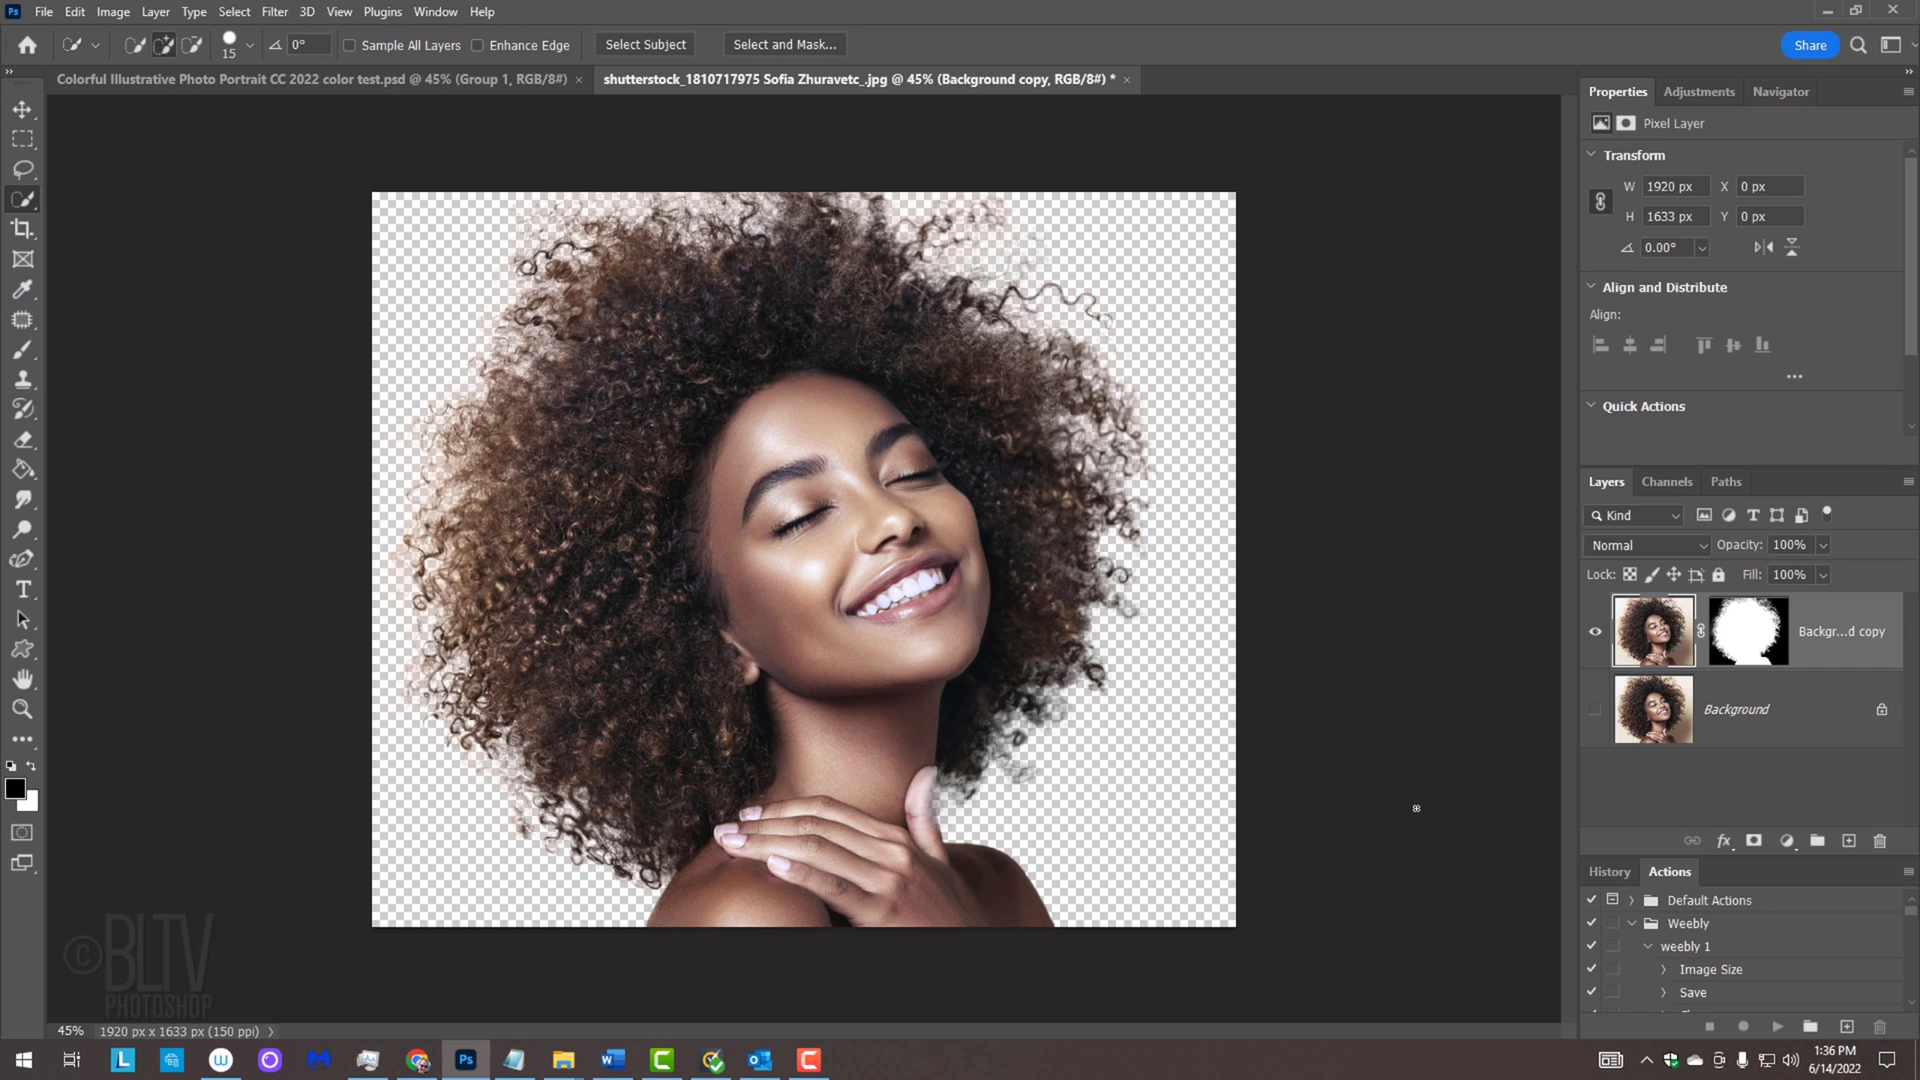 Ps File Edit Image Layer Type Select Filter 3D View Plugins Window Help
15 0° Sample All Layers Enhance Edge Select Subject Select and Mask... Share
Colorful Illustrative Photo Portrait CC 2022 color test.psd @ 45% (Group 1, RGB/8#) × shutterstock_1810717975 Sofia Zhuravetc_.jpg @ 45% (Background copy, RGB/8#) * ×
Properties Adjustments Navigator
Pixel Layer
Transform
W 1920 px X 0 px
H 1633 px Y 0 px
0.00°
Align and Distribute
Align:
Quick Actions
Layers Channels Paths
Kind
Normal Opacity: 100%
Lock: Fill: 100%
Backgr...d copy
Background
fx
History Actions
Default Actions
Weebly
weebly 1
Image Size
Save
© BLTV
PHOTOSHOP
45% 1920 px x 1633 px (150 ppi)
L W Ps W C C
1:36 PM
6/14/2022